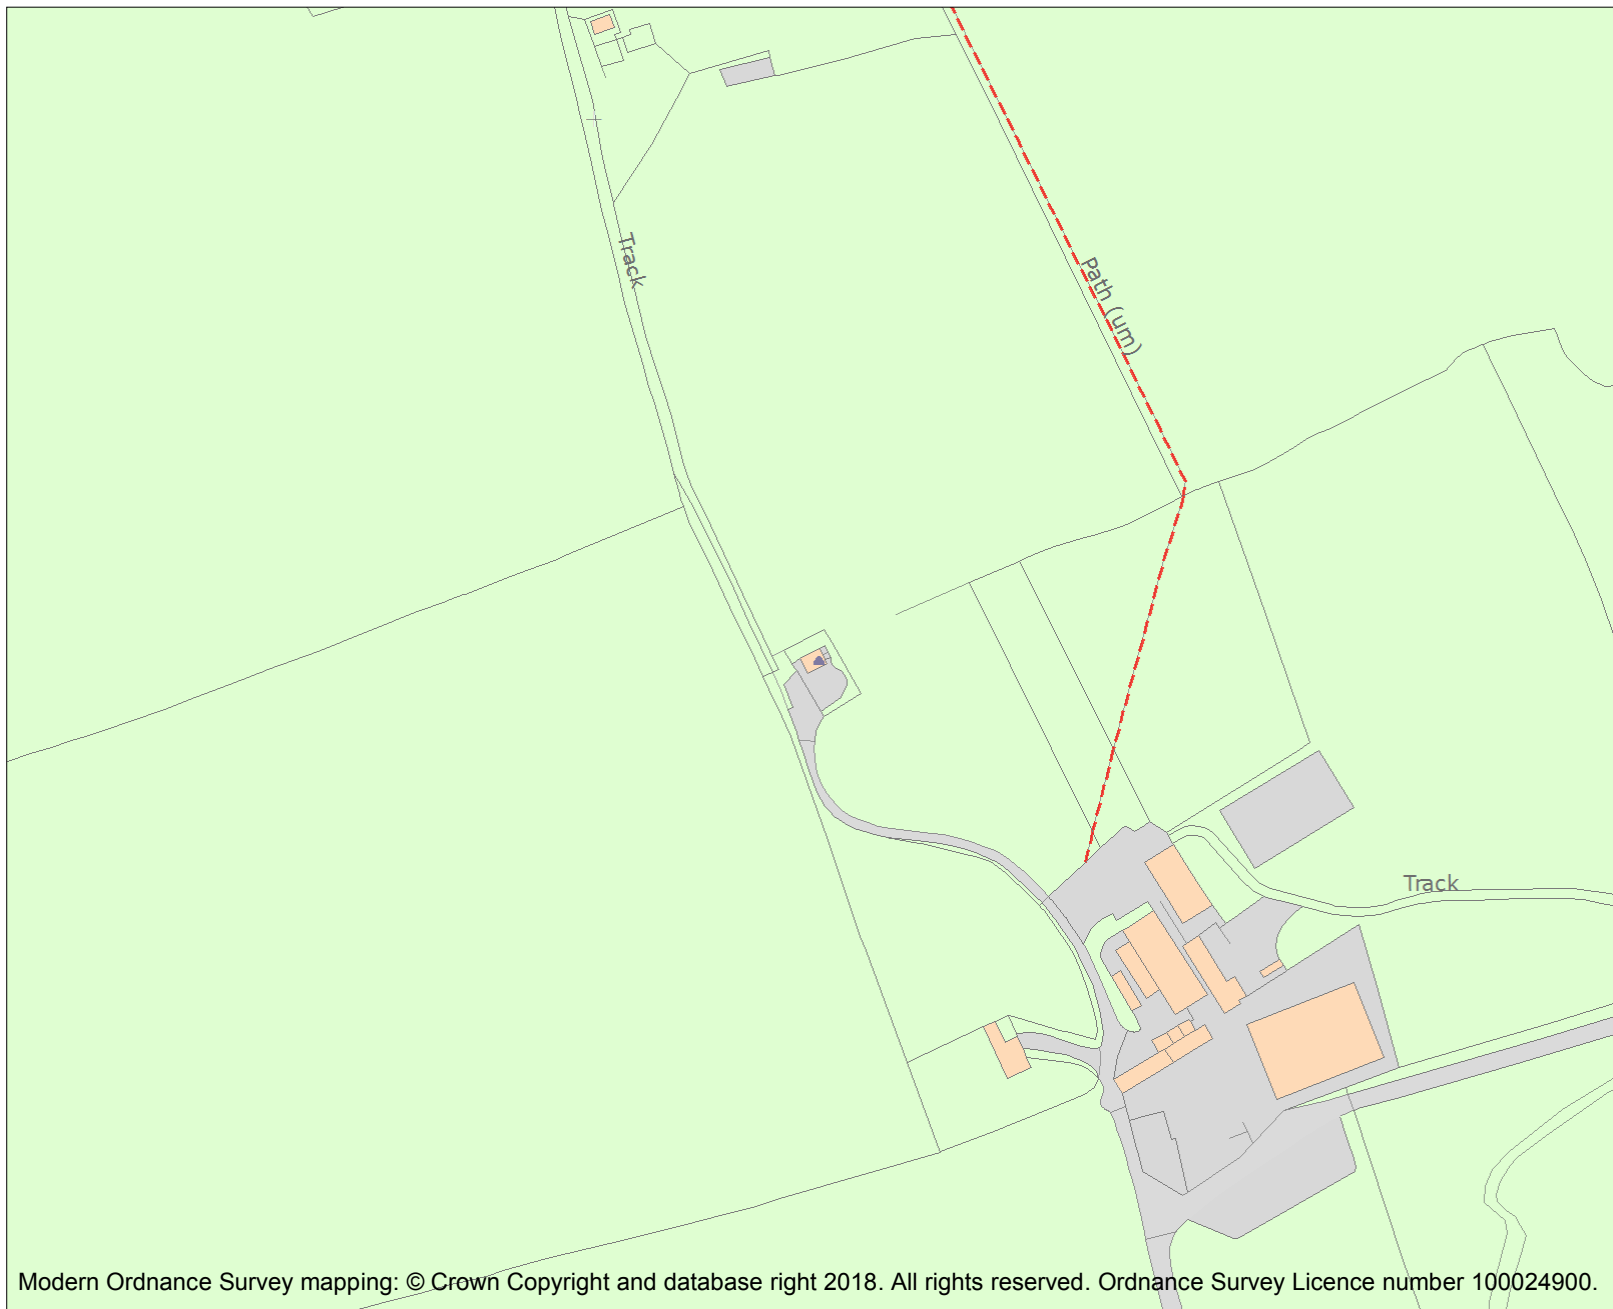 Track
Path (um)
Track
Modern Ordnance Survey mapping: © Crown Copyright and database right 2018. All rights reserved. Ordnance Survey Licence number 100024900.